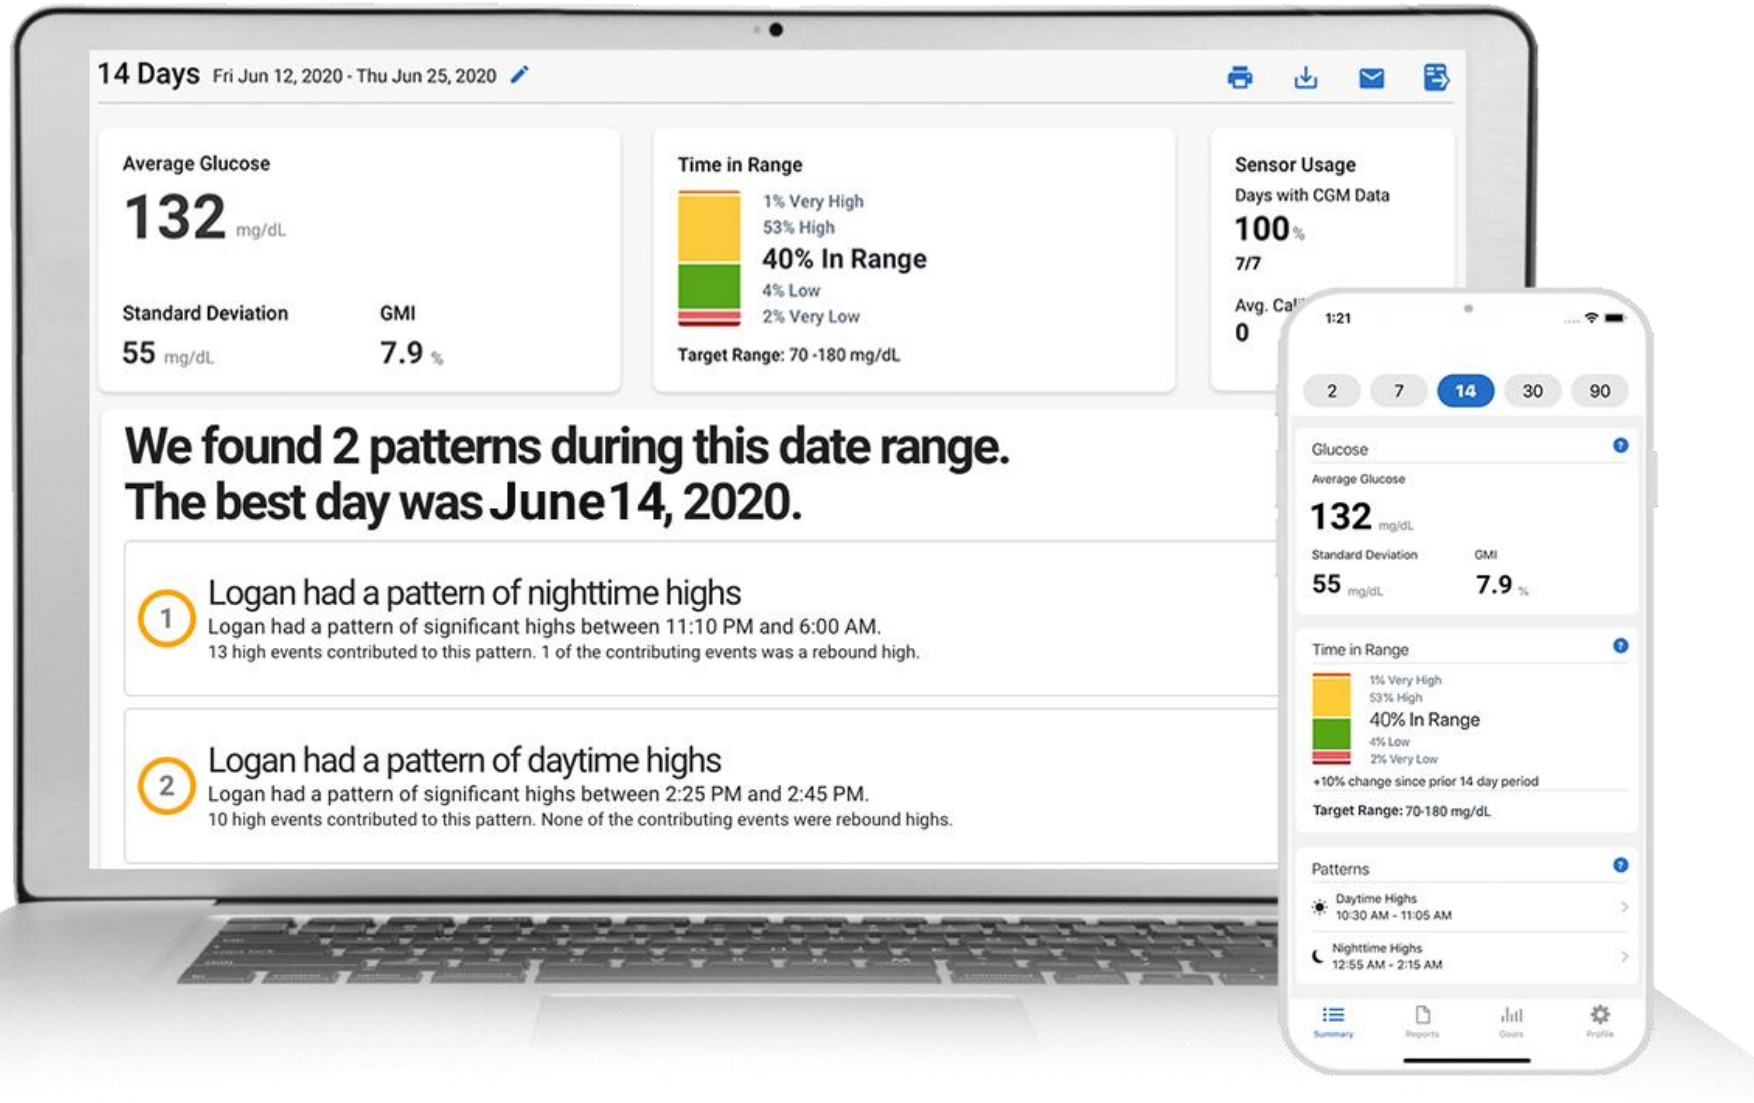 14 Days Fri Jun 12, 2020 - Thu Jun 25, 2020
Average Glucose
132 mg/dL
Standard Deviation GMI
55 mg/dL 7.9 %
Time in Range
1% Very High
53% High
40% In Range
4% Low
2% Very Low
Target Range: 70 -180 mg/dL
Sensor Usage
Days with CGM Data
100 %
7/7
Avg. Cal
0
We found 2 patterns during this date range.
The best day was June 14, 2020.
1
Logan had a pattern of nighttime highs
Logan had a pattern of significant highs between 11:10 PM and 6:00 AM.
13 high events contributed to this pattern. 1 of the contributing events was a rebound high.
2
Logan had a pattern of daytime highs
Logan had a pattern of significant highs between 2:25 PM and 2:45 PM.
10 high events contributed to this pattern. None of the contributing events were rebound highs.
1:21
2 7 14 30 90
Glucose ?
Average Glucose
132 mg/dL
Standard Deviation GMI
55 mg/dL 7.9 %
Time in Range ?
1% Very High
53% High
40% In Range
4% Low
2% Very Low
+10% change since prior 14 day period
Target Range: 70-180 mg/dL
Patterns ?
Daytime Highs
10:30 AM - 11:05 AM
Nighttime Highs
12:55 AM - 2:15 AM
Summary Reports Goals Profile